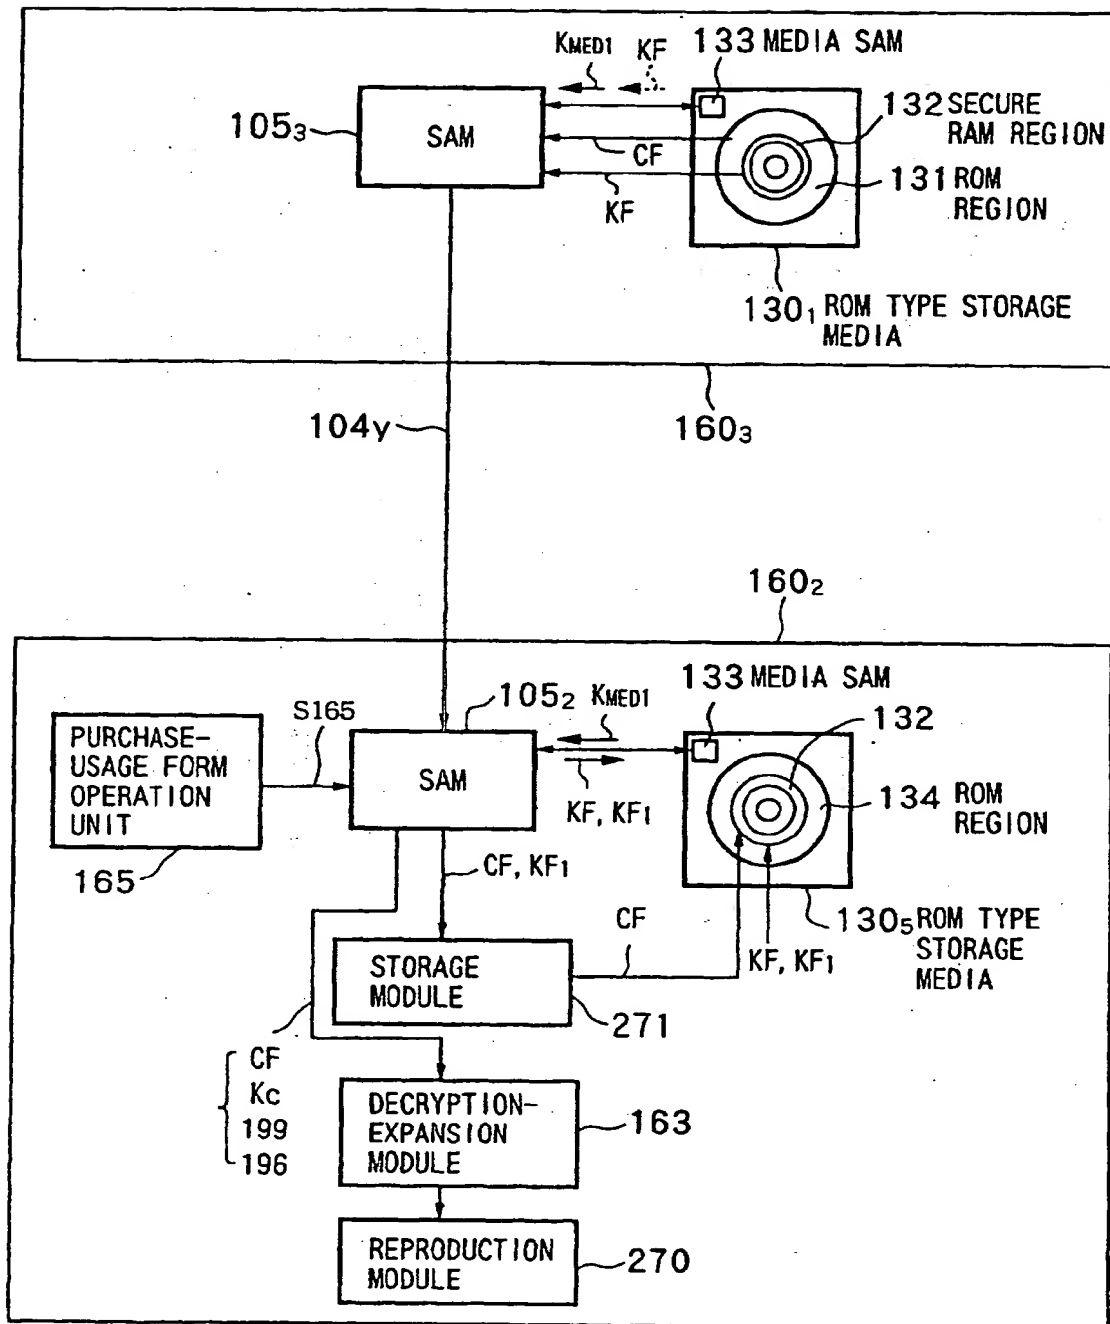 133 MEDIA SAM
KMED1 KF
132 SECURE
RAM REGION
105₃
SAM
CF
131 ROM
REGION
KF
130₁ ROM TYPE STORAGE
MEDIA
104y
160₃
160₂
133 MEDIA SAM
105₂
KMED1
132
S165
PURCHASE-
USAGE FORM
OPERATION
UNIT
SAM
134 ROM
REGION
KF, KF₁
165
CF, KF₁
CF
130₅ ROM TYPE
STORAGE
MEDIA
KF, KF₁
STORAGE
MODULE
271
CF
Kc
199
196
DECRYPTION-
EXPANSION
MODULE
163
REPRODUCTION
MODULE
270